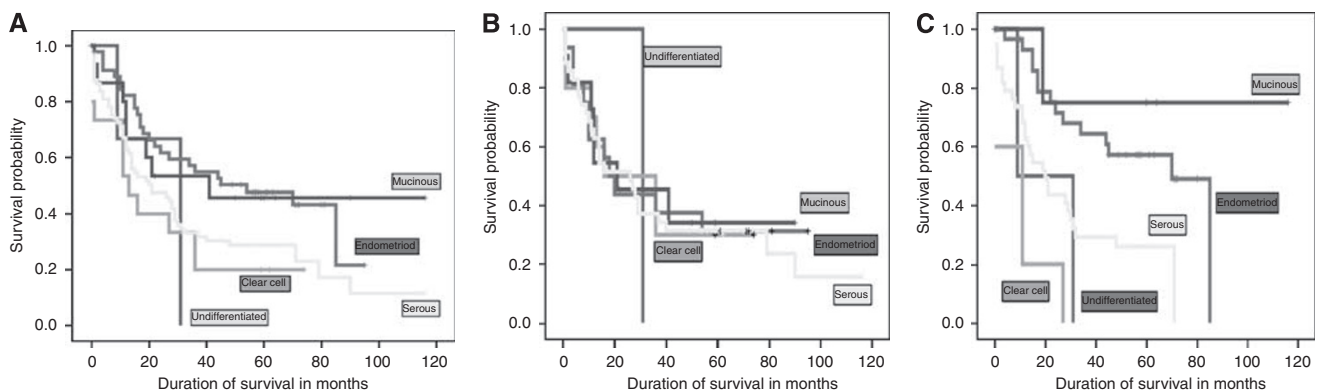 A
1.0
0.8
0.6
0.4
0.2
0.0
Survival probability
Mucinous
Endometriod
Clear cell
Serous
Undifferentiated
0 20 40 60 80 100 120
Duration of survival in months
B
1.0
0.8
0.6
0.4
0.2
0.0
Survival probability
Undifferentiated
Mucinous
Endometriod
Clear cell
Serous
0 20 40 60 80 100 120
Duration of survival in months
C
1.0
0.8
0.6
0.4
0.2
0.0
Survival probability
Mucinous
Endometriod
Serous
Clear cell
Undifferentiated
0 20 40 60 80 100 120
Duration of survival in months